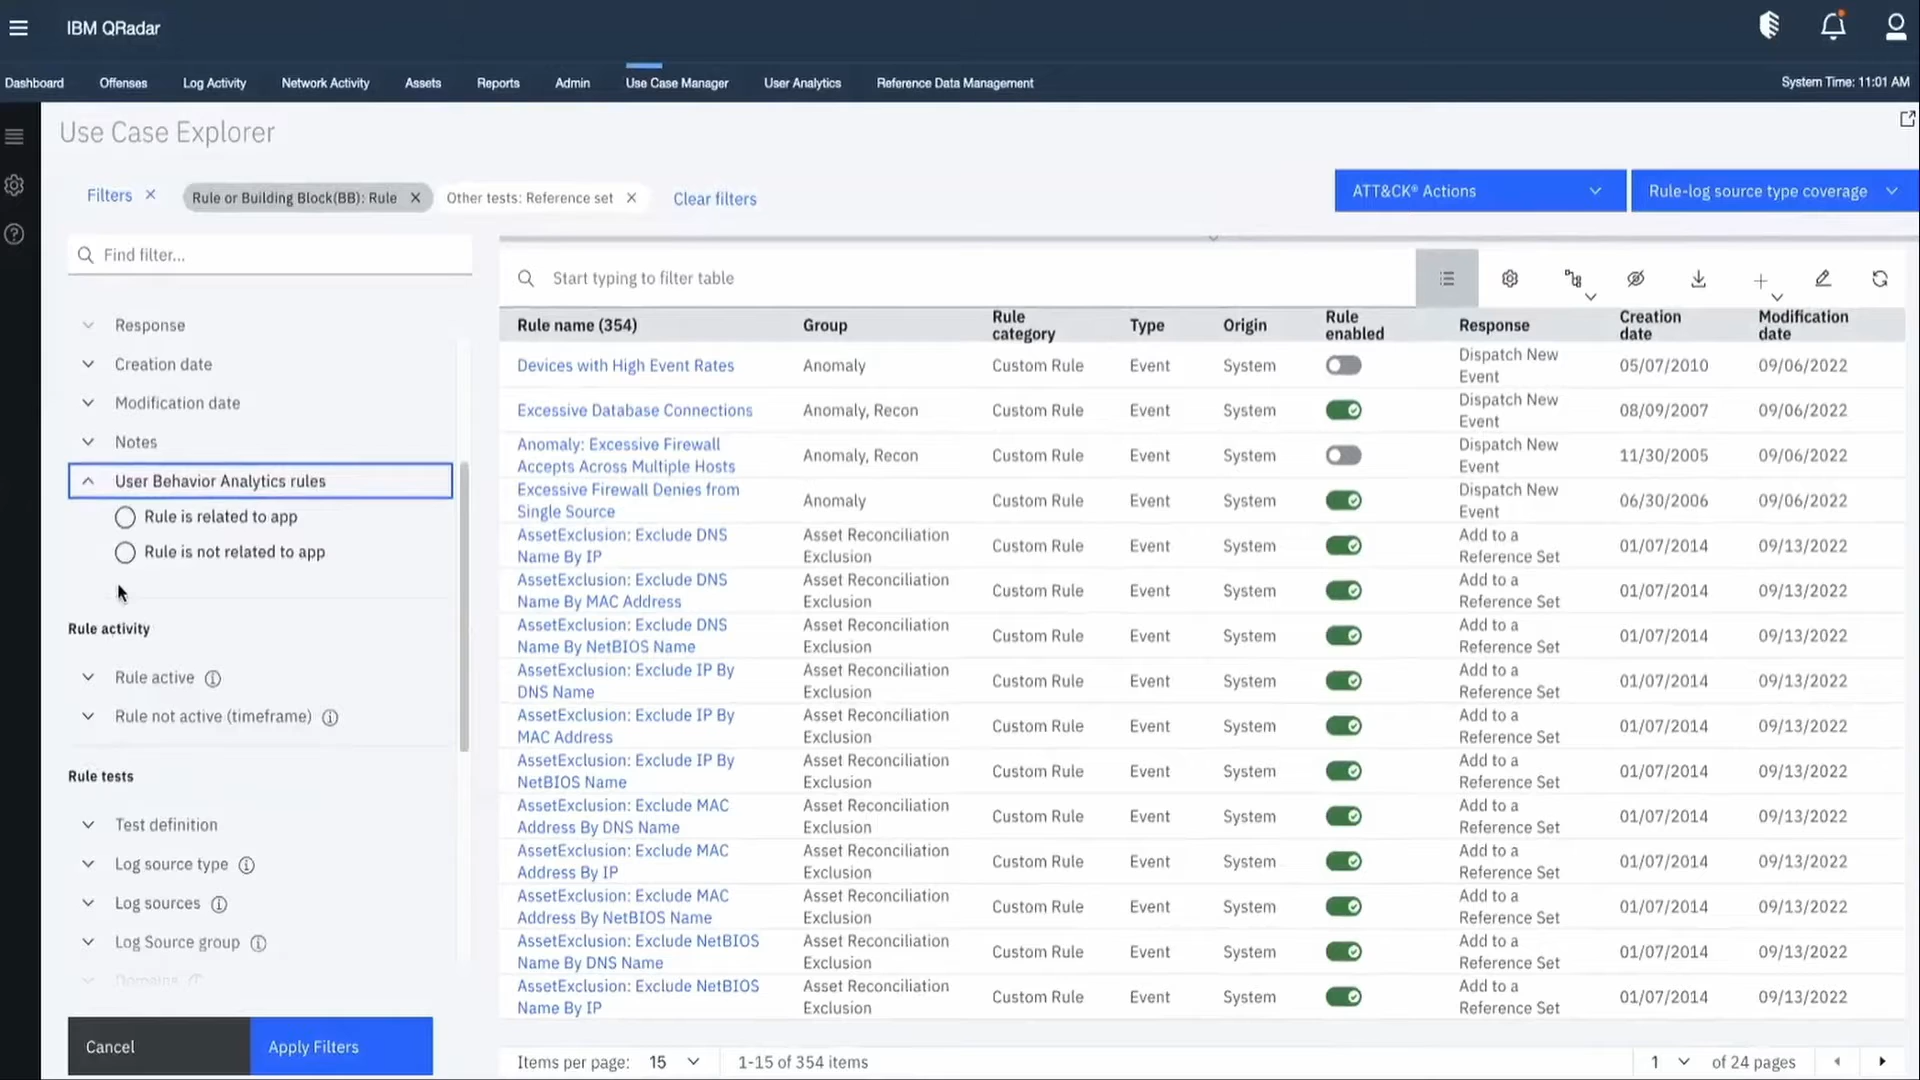 IBM QRadar
Dashboard Offenses Log Activity Network Activity Assets Reports Admin Use Case Manager User Analytics Reference Data Management System Time: 11:01 AM
Use Case Explorer
Filters Rule or Building Block(BB): Rule Other tests: Reference set Clear filters ATT&CK® Actions Rule-log source type coverage
Find filter...
Response
Creation date
Modification date
Notes
User Behavior Analytics rules
Rule is related to app
Rule is not related to app
Rule activity
Rule active
Rule not active (timeframe)
Rule tests
Test definition
Log source type
Log sources
Log Source group
Domains
Cancel Apply Filters
Start typing to filter table
Rule name (354) Group Rule category Type Origin Rule enabled Response Creation date Modification date
Devices with High Event Rates Anomaly Custom Rule Event System Dispatch New Event 05/07/2010 09/06/2022
Excessive Database Connections Anomaly, Recon Custom Rule Event System Dispatch New Event 08/09/2007 09/06/2022
Anomaly: Excessive Firewall Accepts Across Multiple Hosts Anomaly, Recon Custom Rule Event System Dispatch New Event 11/30/2005 09/06/2022
Excessive Firewall Denies from Single Source Anomaly Custom Rule Event System Dispatch New Event 06/30/2006 09/06/2022
AssetExclusion: Exclude DNS Name By IP Asset Reconciliation Exclusion Custom Rule Event System Add to a Reference Set 01/07/2014 09/13/2022
AssetExclusion: Exclude DNS Name By MAC Address Asset Reconciliation Exclusion Custom Rule Event System Add to a Reference Set 01/07/2014 09/13/2022
AssetExclusion: Exclude DNS Name By NetBIOS Name Asset Reconciliation Exclusion Custom Rule Event System Add to a Reference Set 01/07/2014 09/13/2022
AssetExclusion: Exclude IP By DNS Name Asset Reconciliation Exclusion Custom Rule Event System Add to a Reference Set 01/07/2014 09/13/2022
AssetExclusion: Exclude IP By MAC Address Asset Reconciliation Exclusion Custom Rule Event System Add to a Reference Set 01/07/2014 09/13/2022
AssetExclusion: Exclude IP By NetBIOS Name Asset Reconciliation Exclusion Custom Rule Event System Add to a Reference Set 01/07/2014 09/13/2022
AssetExclusion: Exclude MAC Address By DNS Name Asset Reconciliation Exclusion Custom Rule Event System Add to a Reference Set 01/07/2014 09/13/2022
AssetExclusion: Exclude MAC Address By IP Asset Reconciliation Exclusion Custom Rule Event System Add to a Reference Set 01/07/2014 09/13/2022
AssetExclusion: Exclude MAC Address By NetBIOS Name Asset Reconciliation Exclusion Custom Rule Event System Add to a Reference Set 01/07/2014 09/13/2022
AssetExclusion: Exclude NetBIOS Name By DNS Name Asset Reconciliation Exclusion Custom Rule Event System Add to a Reference Set 01/07/2014 09/13/2022
AssetExclusion: Exclude NetBIOS Name By IP Asset Reconciliation Exclusion Custom Rule Event System Add to a Reference Set 01/07/2014 09/13/2022
Items per page: 15 1-15 of 354 items 1 of 24 pages